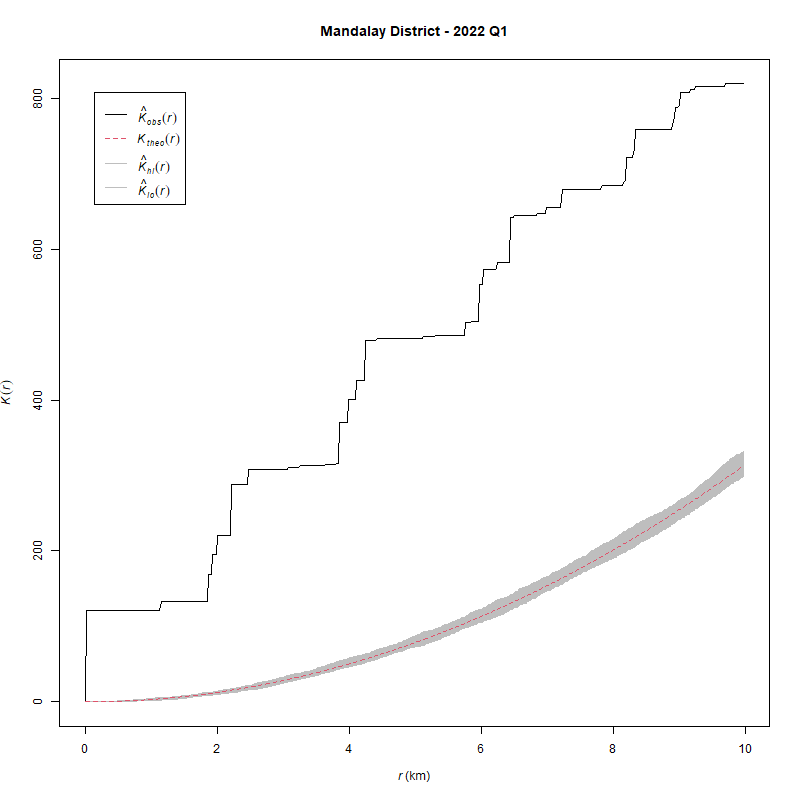 Mandalay District - 2022 Q1
K̂obs(r)
Ktheo(r)
K̂hi(r)
K̂lo(r)
K(r)
800
600
400
200
0
0 2 4 6 8 10
r (km)